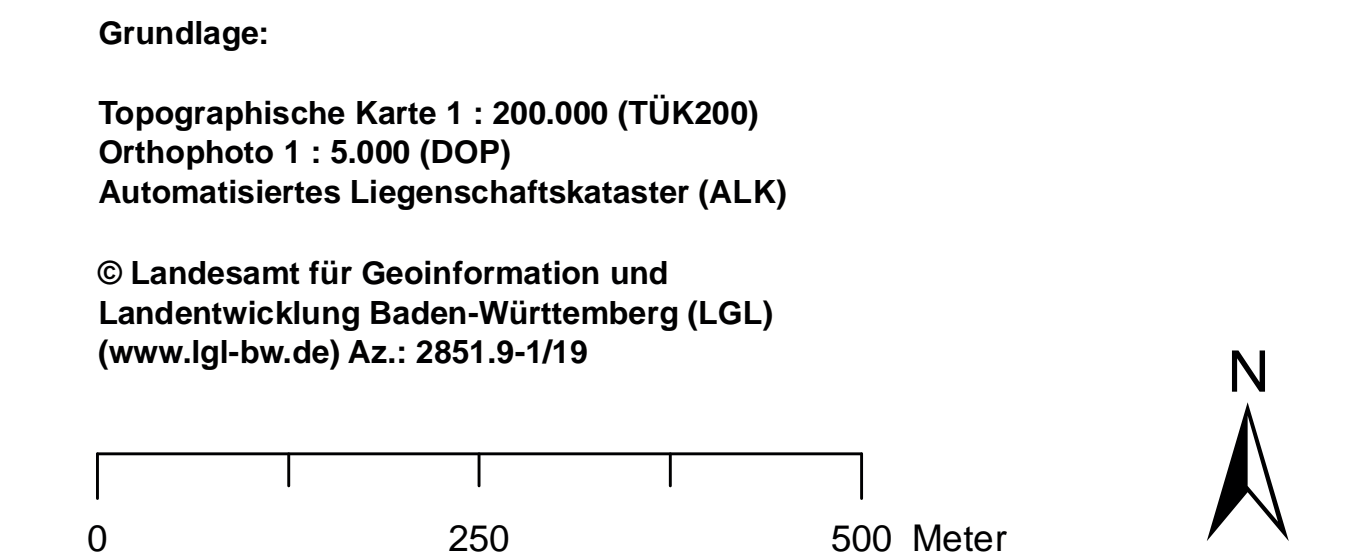 Grundlage:
Topographische Karte 1 : 200.000 (TÜK200)
Orthophoto 1 : 5.000 (DOP)
Automatisiertes Liegenschaftskataster (ALK)
© Landesamt für Geoinformation und
Landentwicklung Baden-Württemberg (LGL)
(www.lgl-bw.de) Az.: 2851.9-1/19
N
0 250 500 Meter